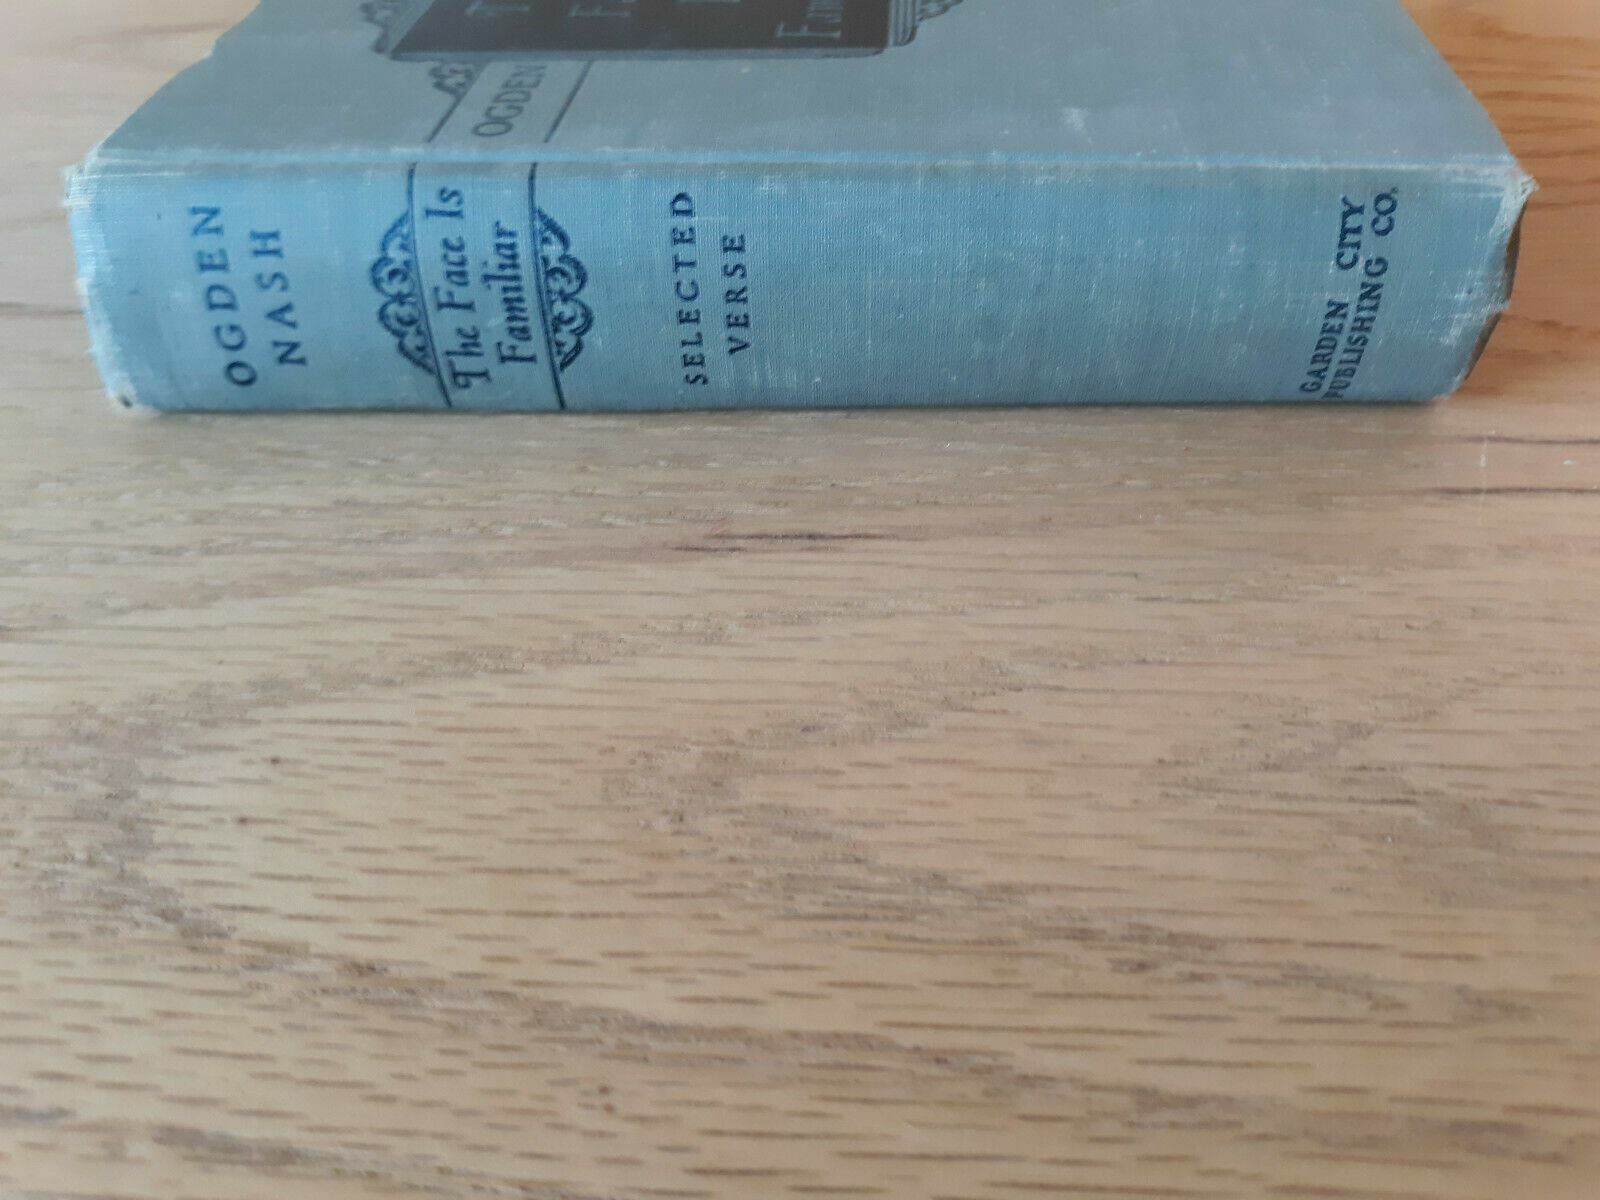 OGDEN
OGDEN
NASH
The Face Is
Familiar
SELECTED
VERSE
GARDEN CITY
PUBLISHING CO.